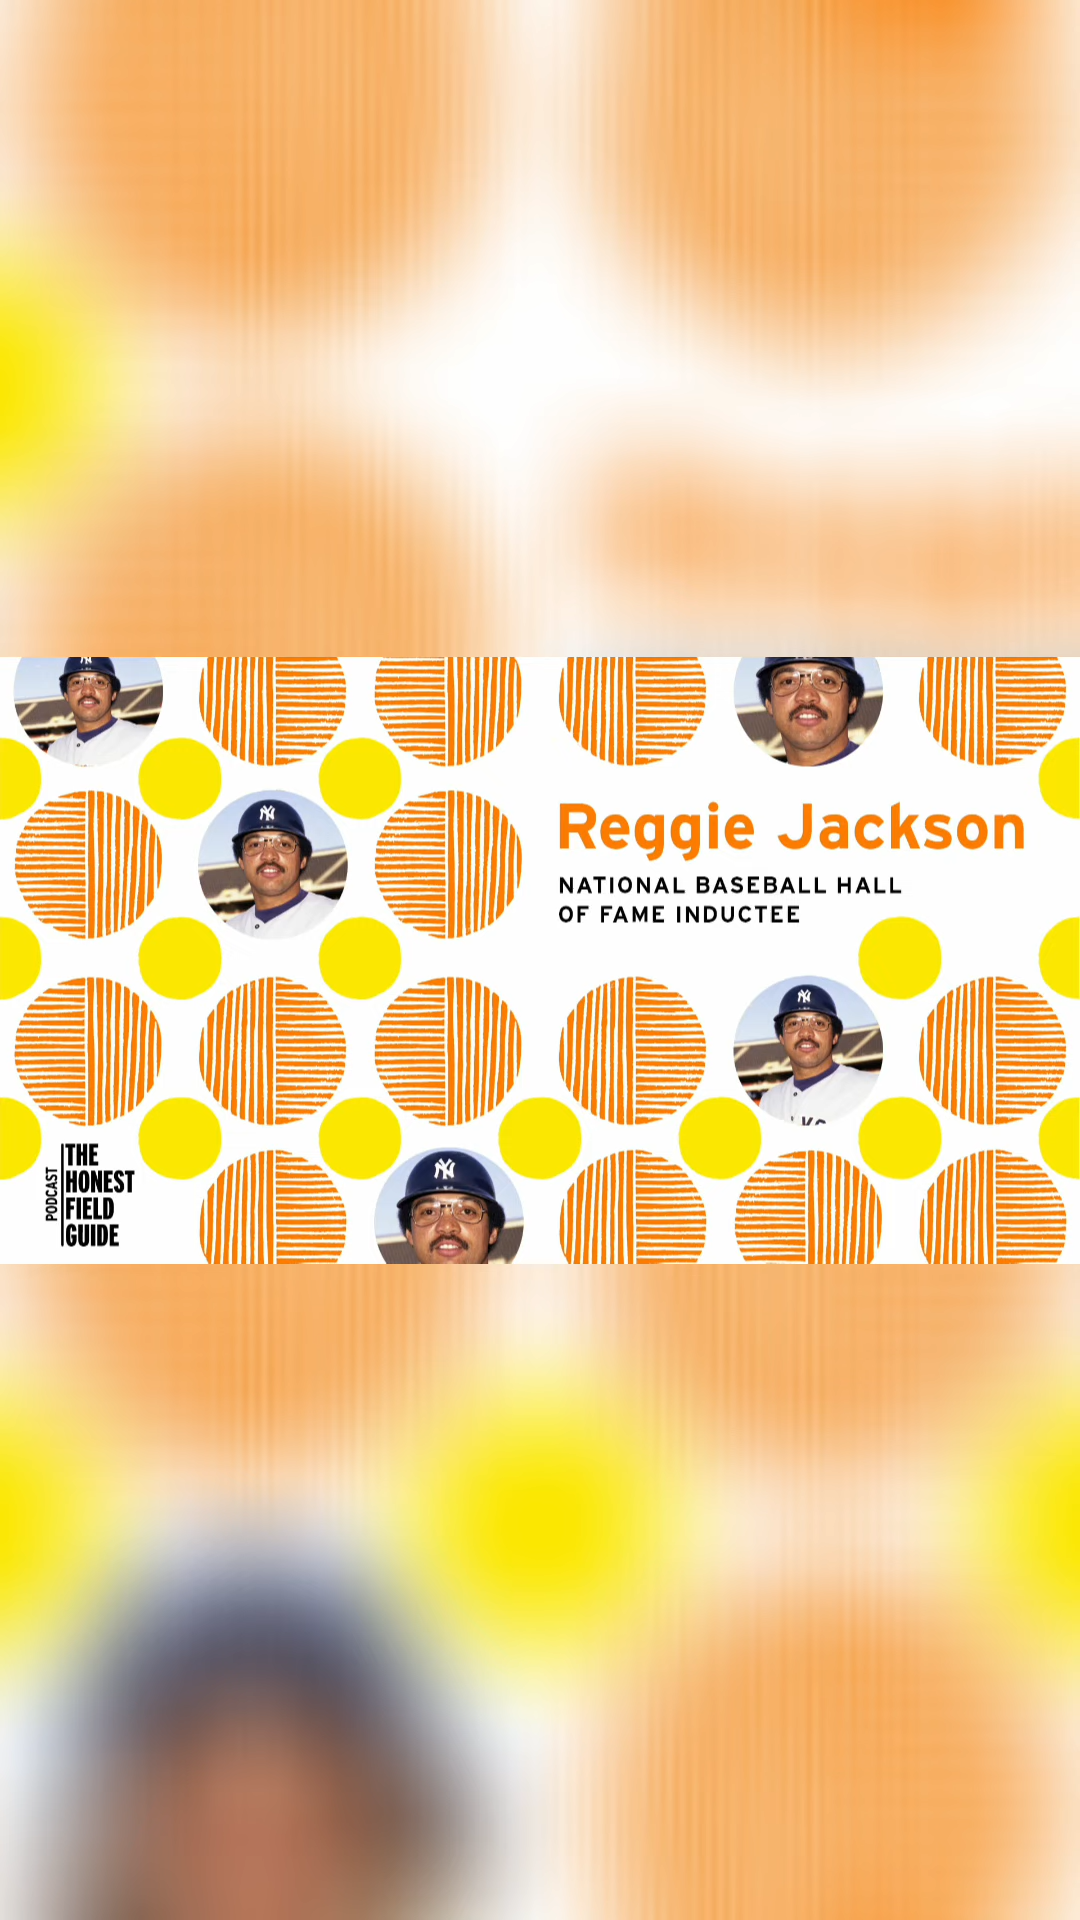 Reggie Jackson
NATIONAL BASEBALL HALL
OF FAME INDUCTEE
PODCAST
THE
HONEST
FIELD
GUIDE